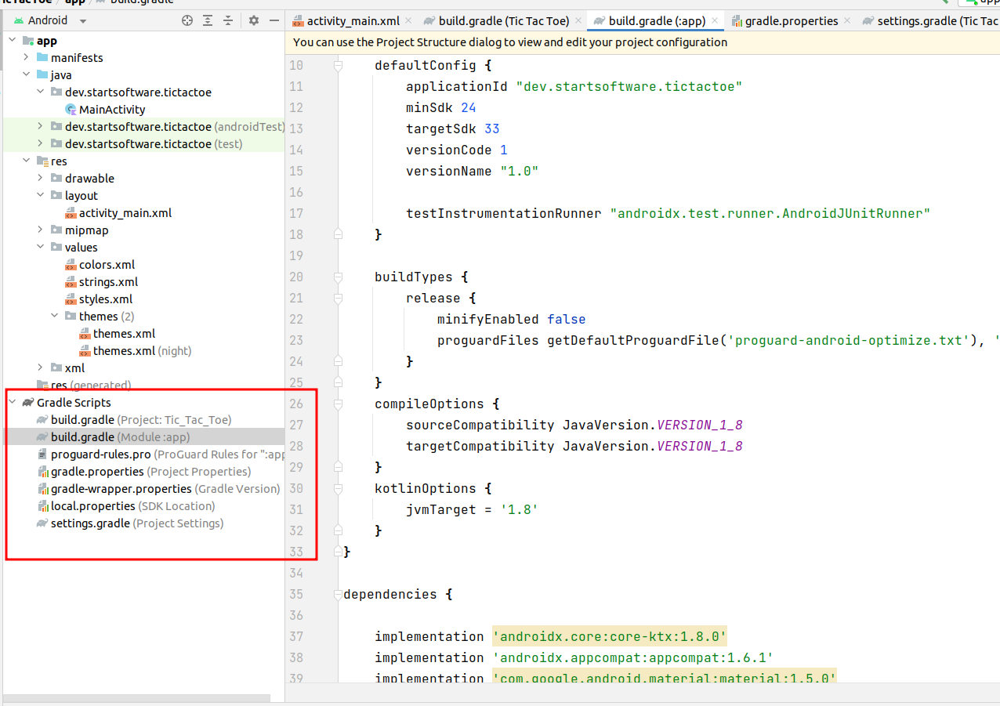 TicTacToe app build.gradle
Android
app
manifests
java
dev.startsoftware.tictactoe
MainActivity
dev.startsoftware.tictactoe (androidTest)
dev.startsoftware.tictactoe (test)
res
drawable
layout
activity_main.xml
mipmap
values
colors.xml
strings.xml
styles.xml
themes (2)
themes.xml
themes.xml (night)
xml
res (generated)
Gradle Scripts
build.gradle (Project: Tic_Tac_Toe)
build.gradle (Module :app)
proguard-rules.pro (ProGuard Rules for ":app
gradle.properties (Project Properties)
gradle-wrapper.properties (Gradle Version)
local.properties (SDK Location)
settings.gradle (Project Settings)
activity_main.xml build.gradle (Tic Tac Toe) build.gradle (:app) gradle.properties settings.gradle (Tic Tac
You can use the Project Structure dialog to view and edit your project configuration
10 defaultConfig {
11 applicationId "dev.startsoftware.tictactoe"
12 minSdk 24
13 targetSdk 33
14 versionCode 1
15 versionName "1.0"
16
17 testInstrumentationRunner "androidx.test.runner.AndroidJUnitRunner"
18 }
19
20 buildTypes {
21 release {
22 minifyEnabled false
23 proguardFiles getDefaultProguardFile('proguard-android-optimize.txt'), '
24 }
25 }
26 compileOptions {
27 sourceCompatibility JavaVersion.VERSION_1_8
28 targetCompatibility JavaVersion.VERSION_1_8
29 }
30 kotlinOptions {
31 jvmTarget = '1.8'
32 }
33 }
34
35 dependencies {
36
37 implementation 'androidx.core:core-ktx:1.8.0'
38 implementation 'androidx.appcompat:appcompat:1.6.1'
39 implementation 'com.google.android.material:material:1.5.0'